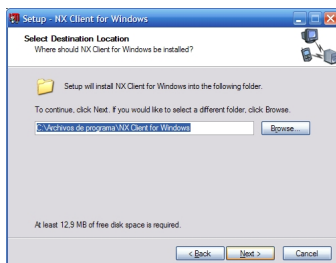 Setup - NX Client for Windows
Select Destination Location
Where should NX Client for Windows be installed?
Setup will install NX Client for Windows into the following folder.
To continue, click Next. If you would like to select a different folder, click Browse.
C:\Archivos de programa\NX Client for Windows
Browse...
At least 12,9 MB of free disk space is required.
< Back
Next >
Cancel